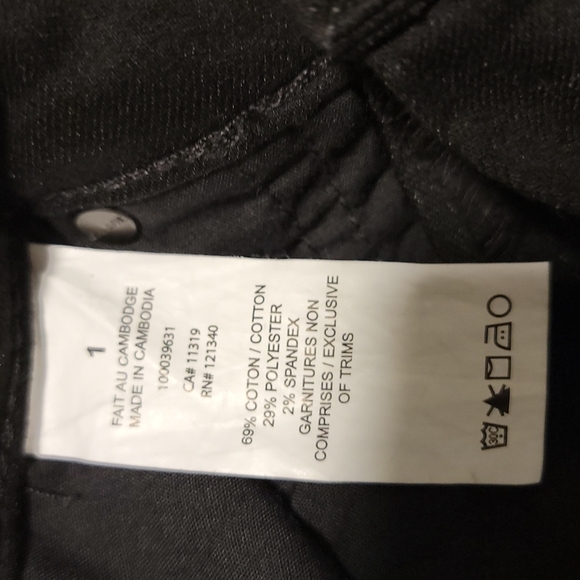 1
FAIT AU CAMBODGE
MADE IN CAMBODIA
100039631
CA# 11319
RN# 121340
69% COTON / COTTON
29% POLYESTER
2% SPANDEX
GARNITURES NON
COMPRISES / EXCLUSIVE
OF TRIMS
30C